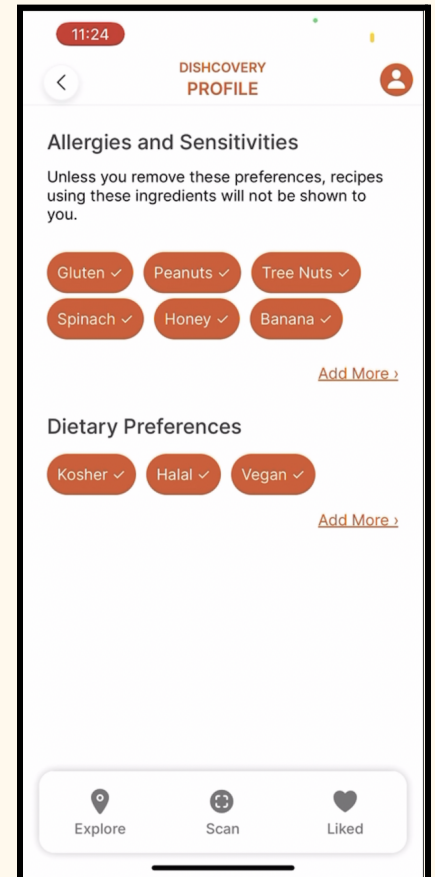 11:24
DISHCOVERY
PROFILE
Allergies and Sensitivities
Unless you remove these preferences, recipes
using these ingredients will not be shown to
you.
Gluten ✓ Peanuts ✓ Tree Nuts ✓
Spinach ✓ Honey ✓ Banana ✓
Add More ›
Dietary Preferences
Kosher ✓ Halal ✓ Vegan ✓
Add More ›
Explore Scan Liked